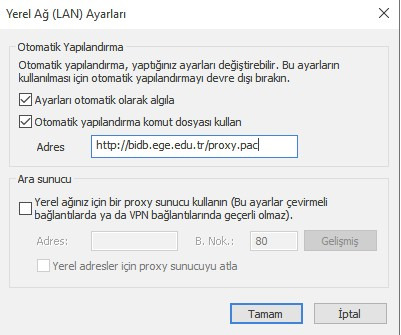 Yerel Ağ (LAN) Ayarları
Otomatik Yapılandırma
Otomatik yapılandırma, yaptığınız ayarları değiştirebilir. Bu ayarların
kullanılması için otomatik yapılandırmayı devre dışı bırakın.
Ayarları otomatik olarak algıla
Otomatik yapılandırma komut dosyası kullan
Adres http://bidb.ege.edu.tr/proxy.pac
Ara sunucu
Yerel ağınız için bir proxy sunucu kullanın (Bu ayarlar çevirmeli
bağlantılarda ya da VPN bağlantılarında geçerli olmaz).
Adres: B. Nok.: 80 Gelişmiş
Yerel adresler için proxy sunucuyu atla
Tamam İptal